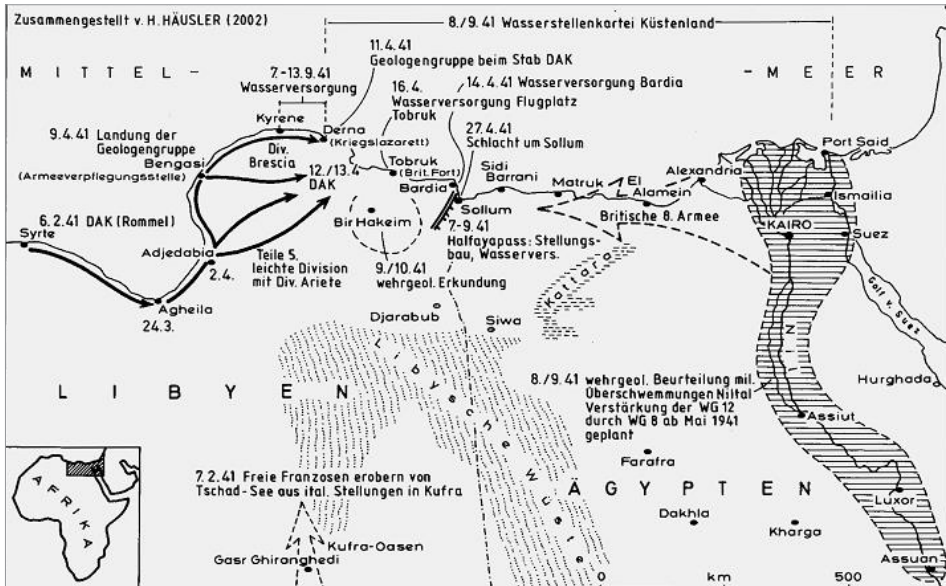 Zusammengestellt v. H. HÄUSLER (2002)
8./9.41 Wasserstellenkartei Küstenland
11.4.41
Geologengruppe beim Stab DAK
MITTEL-
-MEER
7.-13.9.41
Wasserversorgung
16.4.
Wasserversorgung Flugplatz
Tobruk
14.4.41 Wasserversorgung Bardia
27.4.41
Schlacht um Sollum
Kyrene
Derna
(Kriegslazarett)
9.4.41 Landung der
Geologengruppe
Bengasi
(Armeeverpflegungsstelle)
Div.
Brescia
12./13.4
DAK
Tobruk
(Brit. Fort)
Bardia
Sollum
Sidi
Barrani
Matruk
El
Alamein
Alexandria
Port Said
Ismailia
Britische 8. Armee
KAIRO
Suez
Golf v. Suez
6.2.41 DAK (Rommel)
Syrte
Adjedabia
2.4.
Agheila
24.3.
Teile 5.
leichte Division
mit Div. Ariete
Bir Hakeim
9./10.41
wehrgeol. Erkundung
7.-9.41
Halfayapass: Stellungs-
bau, Wasservers.
Kattara
Djarabub
Siwa
LIBYEN
Libysche Wüste
NIL
Hurghada
8./9.41 wehrgeol. Beurteilung mil.
Überschwemmungen Niltal
Verstärkung der WG 12
durch WG 8 ab Mai 1941
geplant
Assiut
Farafra
ÄGYPTEN
7.2.41 Freie Franzosen erobern von
Tschad-See aus ital. Stellungen in Kufra
Dakhla
Kharga
Luxor
Kufra-Oasen
Gasr Ghiranghedi
Assuan
AFRIKA
0 km 500